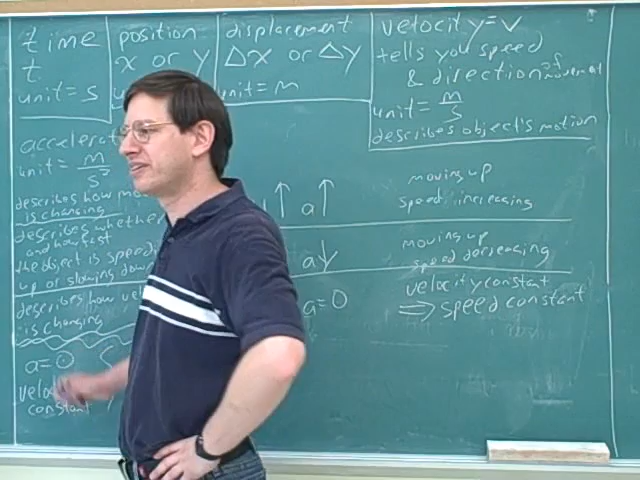 time
t
unit = s
position
x or y
displacement
Δx or Δy
unit = m
velocity = v
tells you speed
& direction of
movement
unit = m/s
describes object's motion
accelerat
unit = m/s²
describes how mo
is changing
describes whether
and how fast
the object is speed
up or slowing down
describes how vel
is changing
a = 0
velo
constant
↑ a ↑
moving up
speed increasing
a ↓
moving up
speed decreasing
a = 0
velocity constant
⇒ speed constant